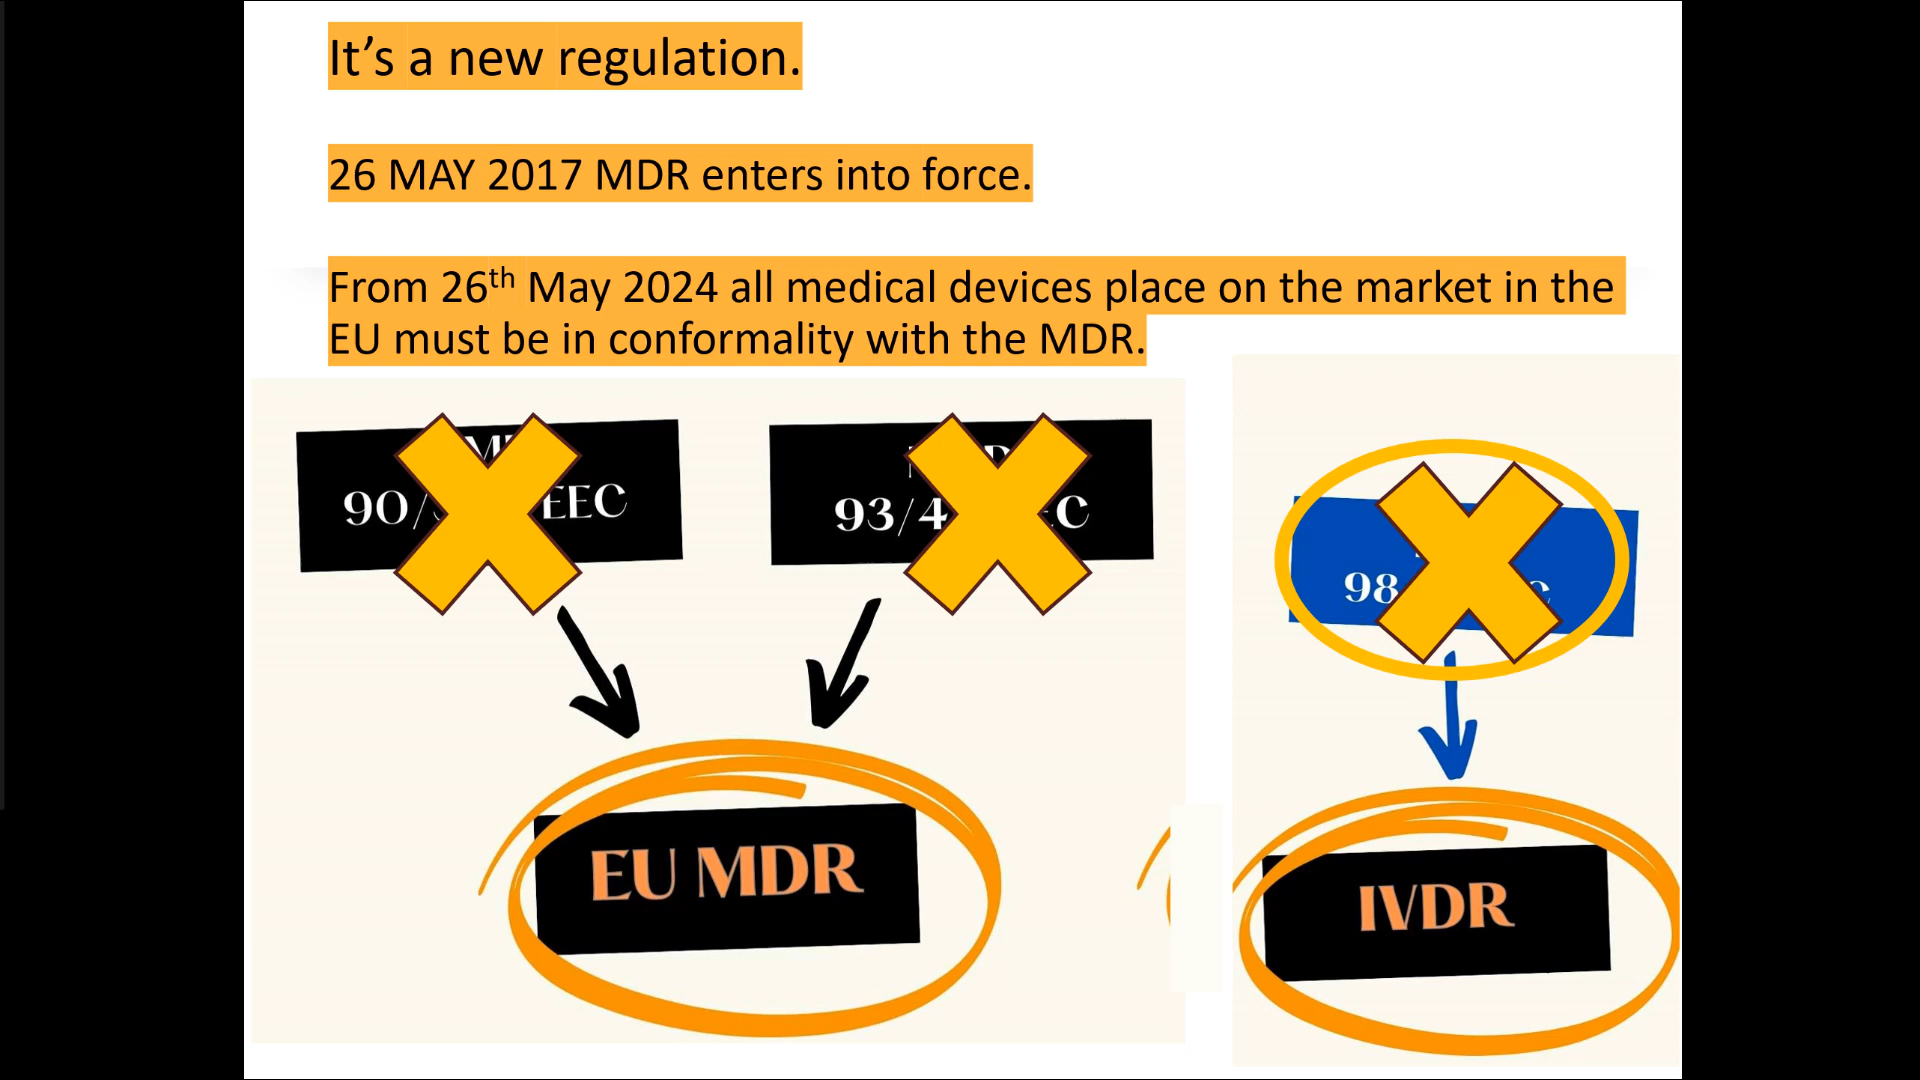 It’s a new regulation.
26 MAY 2017 MDR enters into force.
From 26th May 2024 all medical devices place on the market in the
EU must be in conformality with the MDR.
90/ EEC
93/4 C
98 C
EU MDR
IVDR